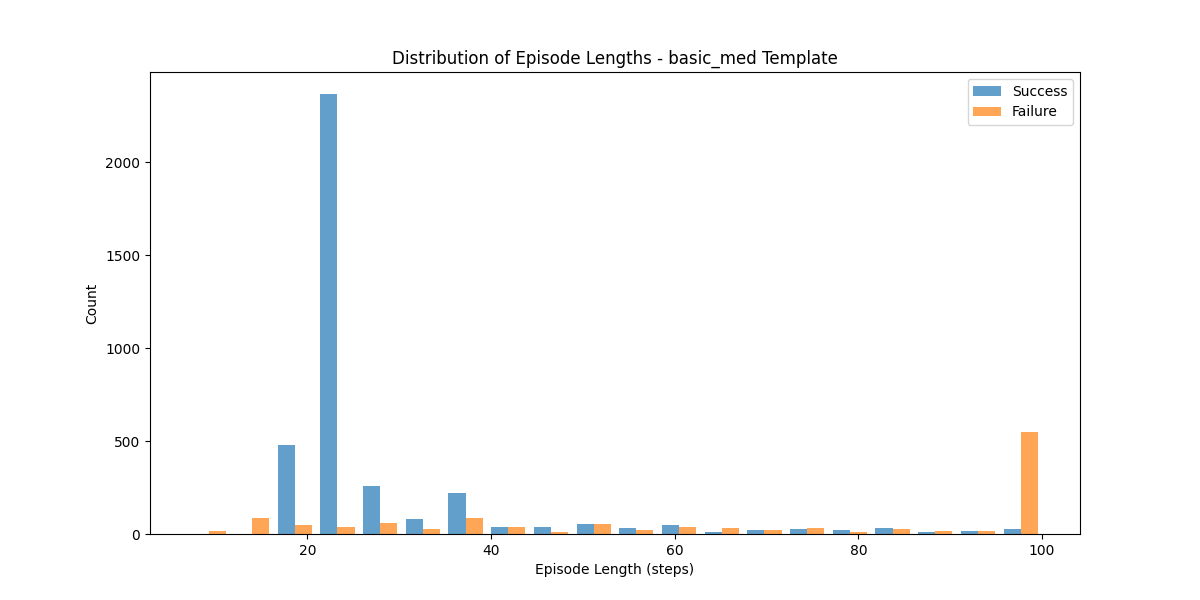 Distribution of Episode Lengths - basic_med Template
Success
Failure
2000
1500
1000
500
0
Count
20 40 60 80 100
Episode Length (steps)